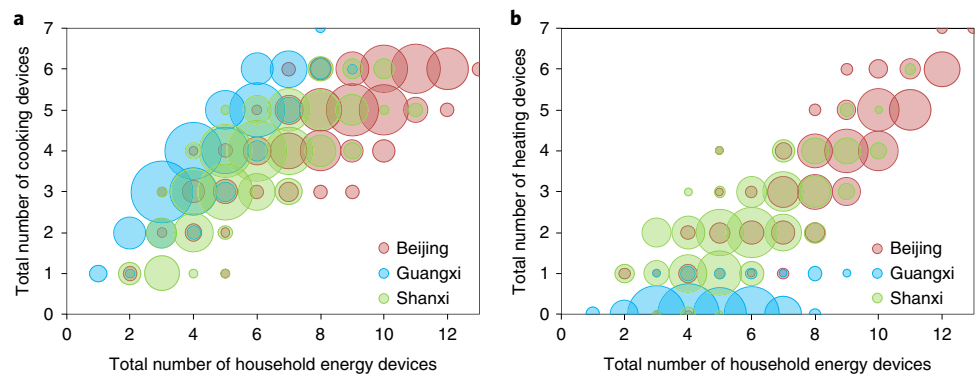 a
7
6
5
4
3
2
1
0
0 2 4 6 8 10 12
Total number of cooking devices
Total number of household energy devices
Beijing
Guangxi
Shanxi
b
7
6
5
4
3
2
1
0
0 2 4 6 8 10 12
Total number of heating devices
Total number of household energy devices
Beijing
Guangxi
Shanxi